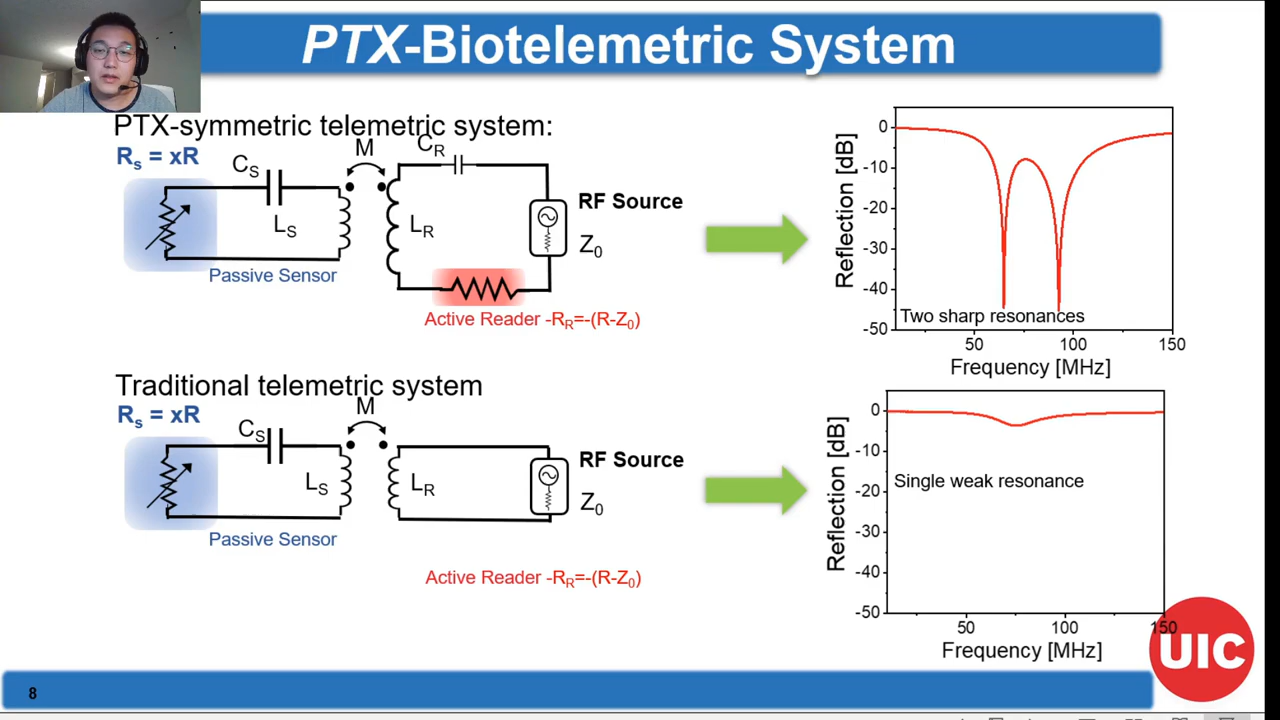 PTX-Biotelemetric System
PTX-symmetric telemetric system:
Rs = xR
CS
M
CR
LS
LR
RF Source
Z0
Passive Sensor
Active Reader -RR=-(R-Z0)
Reflection [dB]
0
-10
-20
-30
-40
-50
Two sharp resonances
50
100
150
Frequency [MHz]
Traditional telemetric system
Rs = xR
CS
M
LS
LR
RF Source
Z0
Passive Sensor
Active Reader -RR=-(R-Z0)
Reflection [dB]
0
-10
-20
-30
-40
-50
Single weak resonance
50
100
150
Frequency [MHz]
UIC
8